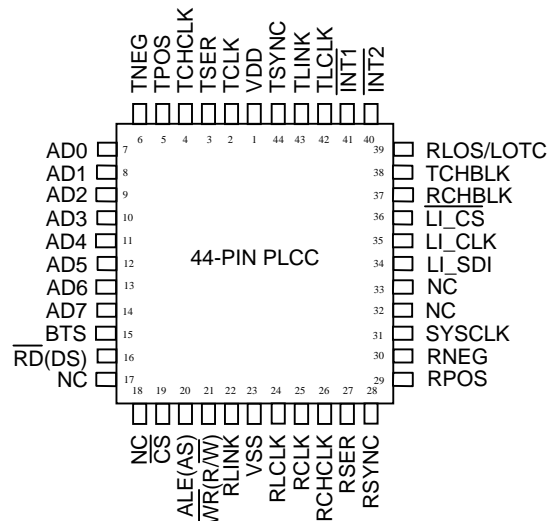 TNEG TPOS TCHCLK TSER TCLK VDD TSYNC TLINK TLCLK INT1 INT2
6 5 4 3 2 1 44 43 42 41 40
AD0 7 39 RLOS/LOTC
AD1 8 38 TCHBLK
AD2 9 37 RCHBLK
AD3 10 36 LI_CS
AD4 11 35 LI_CLK
AD5 12 34 LI_SDI
44-PIN PLCC
AD6 13 33 NC
AD7 14 32 NC
BTS 15 31 SYSCLK
RD(DS) 16 30 RNEG
NC 17 29 RPOS
18 19 20 21 22 23 24 25 26 27 28
NC CS ALE(AS) WR(R/W) RLINK VSS RLCLK RCLK RCHCLK RSER RSYNC